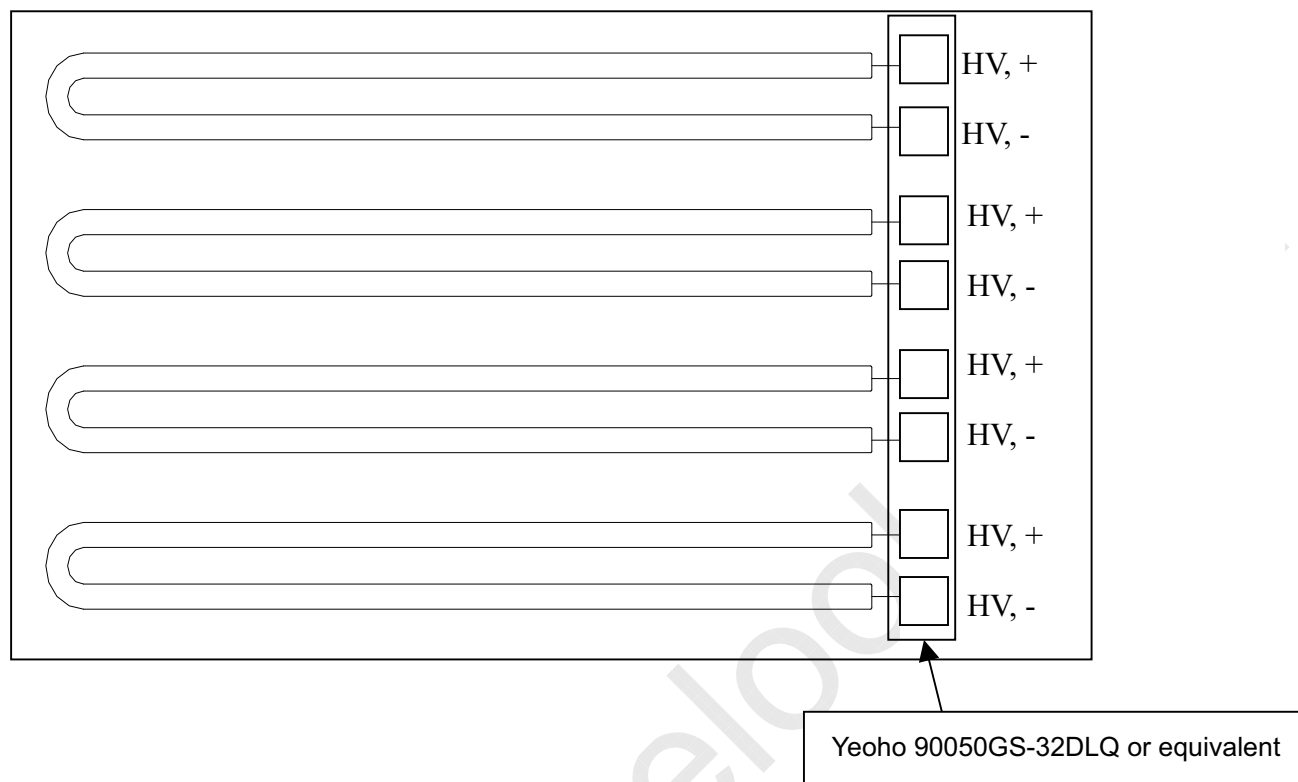 HV, +
HV, -
HV, +
HV, -
HV, +
HV, -
HV, +
HV, -
Yeoho 90050GS-32DLQ or equivalent